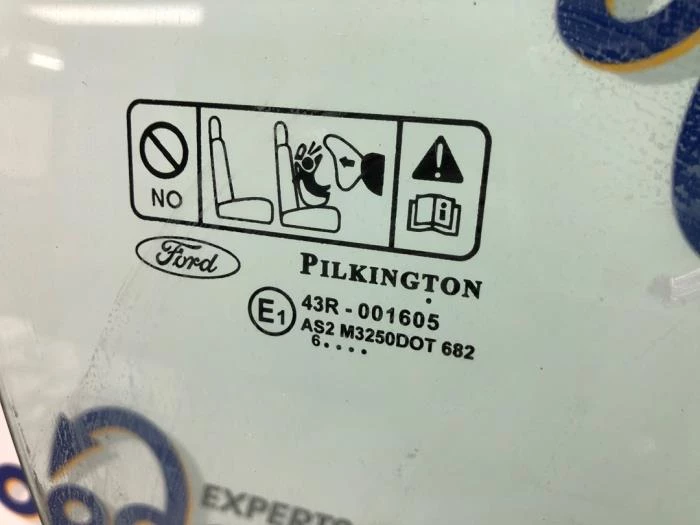 NO
Ford
PILKINGTON
E1
43R - 001605
AS2 M3250DOT 682
6....
EXPERTO